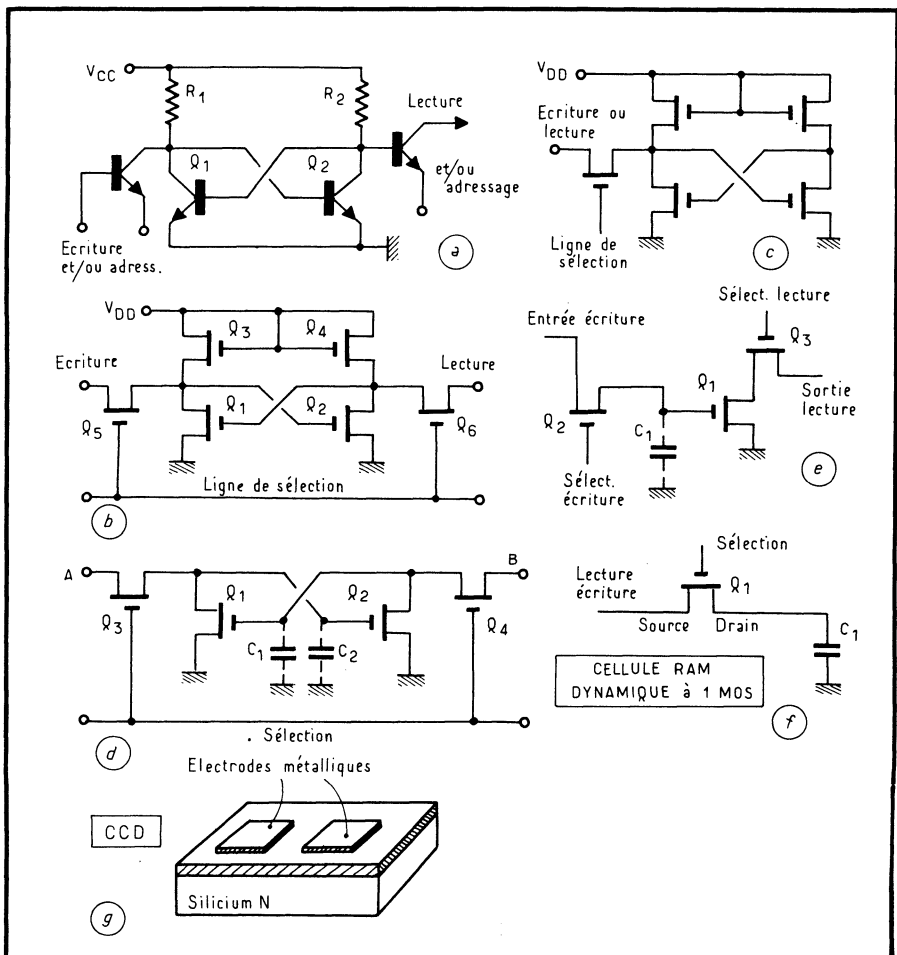 VCC
R1
R2
Lecture
Q1
Q2
et/ou
adressage
Ecriture
et/ou adress.
a
VDD
Ecriture ou
lecture
Ligne de
sélection
c
VDD
Q3
Q4
Ecriture
Lecture
Q1
Q2
Q5
Q6
Ligne de sélection
b
Sélect. lecture
Entrée écriture
Q3
Q1
Sortie
lecture
Q2
C1
Sélect.
écriture
e
A
B
Q1
Q2
Q3
Q4
C1
C2
Sélection
d
Sélection
Lecture
écriture
Q1
Source
Drain
C1
CELLULE RAM
DYNAMIQUE à 1 MOS
f
Electrodes métalliques
CCD
Silicium N
g